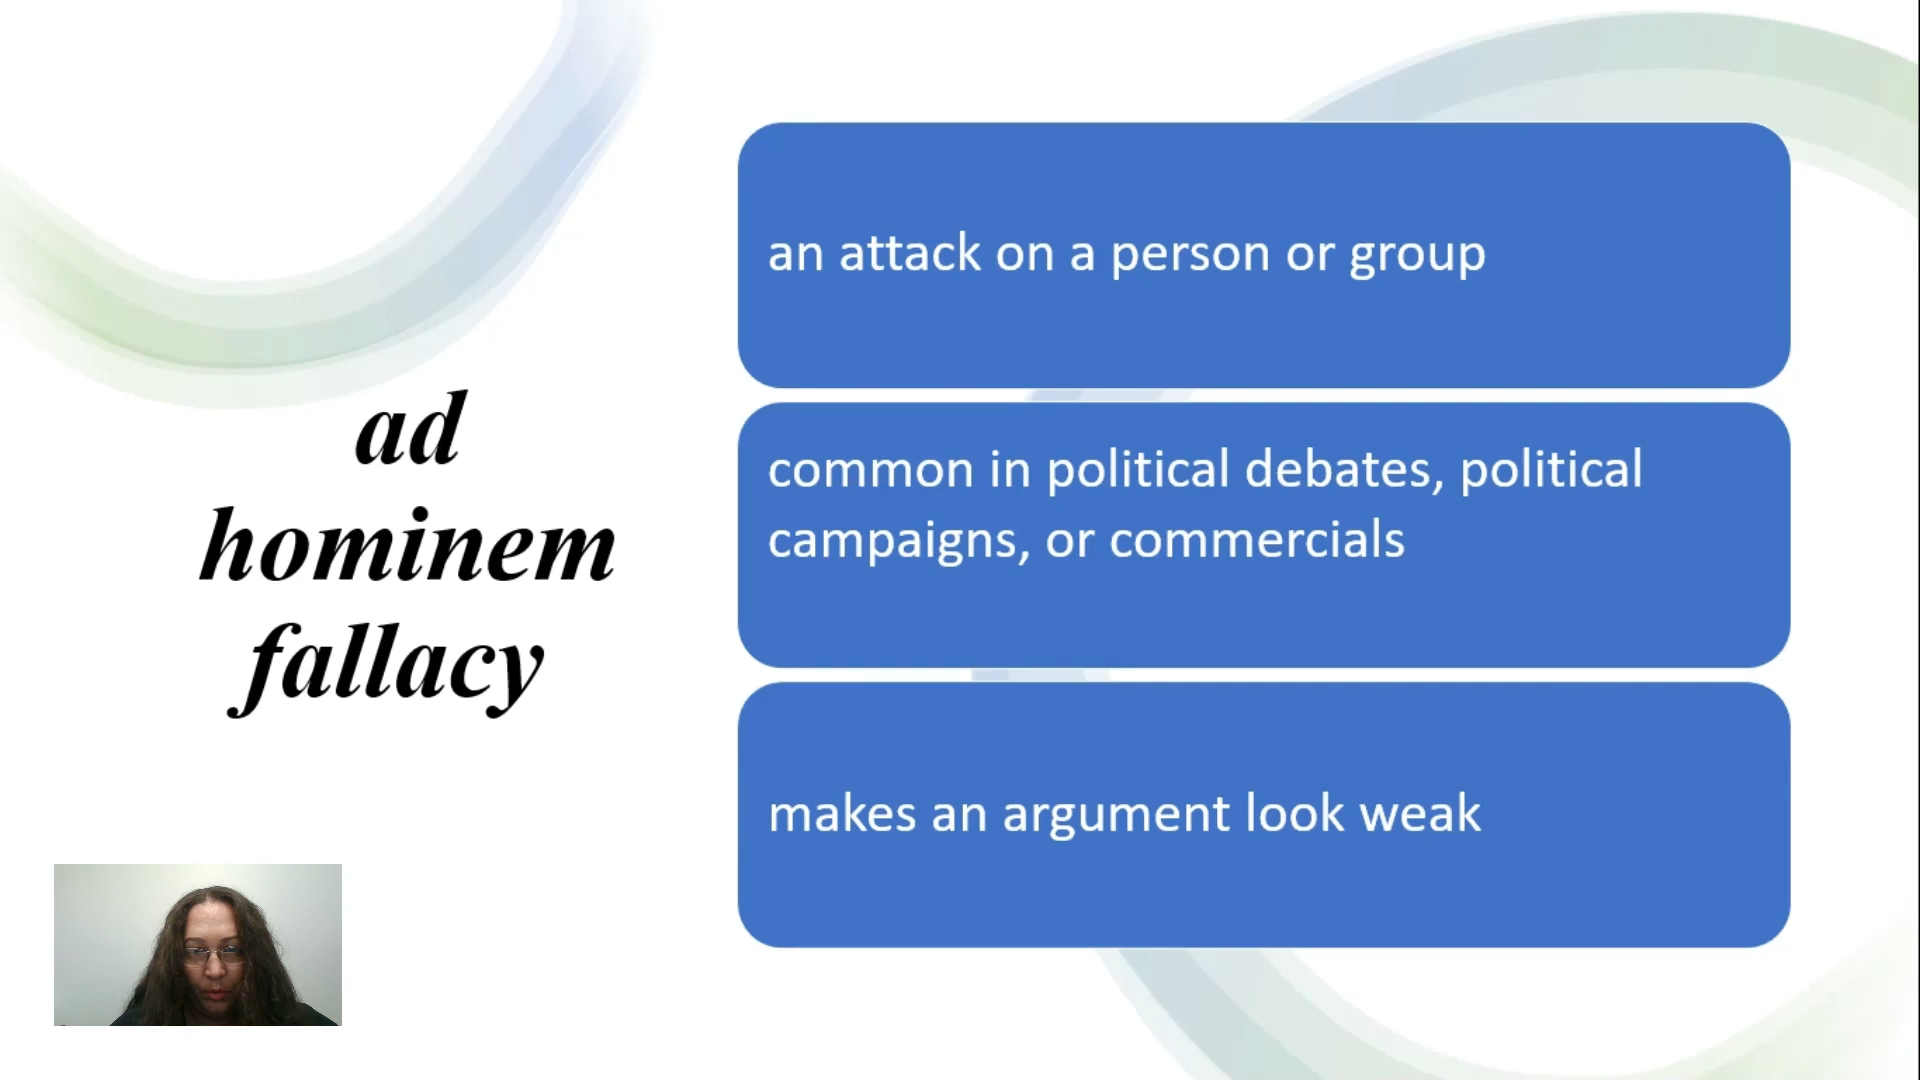 ad
hominem
fallacy
an attack on a person or group
common in political debates, political
campaigns, or commercials
makes an argument look weak